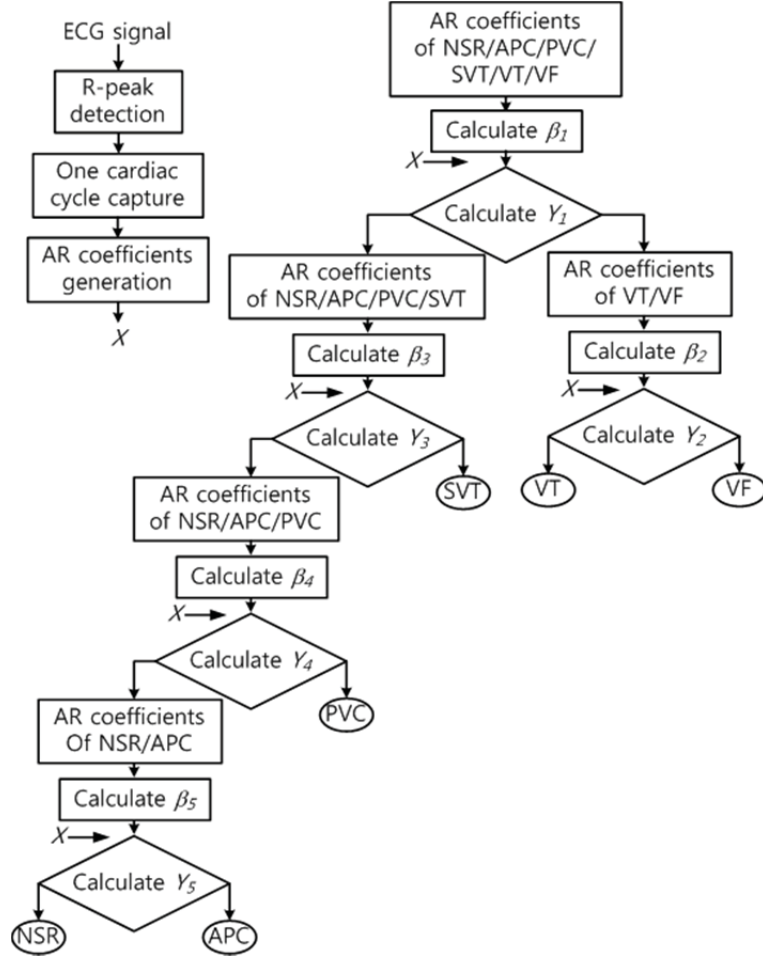 ECG signal
R-peak
detection
One cardiac
cycle capture
AR coefficients
generation
X
AR coefficients
of NSR/APC/PVC/
SVT/VT/VF
Calculate β₁
X
Calculate Y₁
AR coefficients
of NSR/APC/PVC/SVT
AR coefficients
of VT/VF
Calculate β₃
Calculate β₂
X
X
Calculate Y₃
Calculate Y₂
SVT
VT
VF
AR coefficients
of NSR/APC/PVC
Calculate β₄
X
Calculate Y₄
PVC
AR coefficients
Of NSR/APC
Calculate β₅
X
Calculate Y₅
NSR
APC